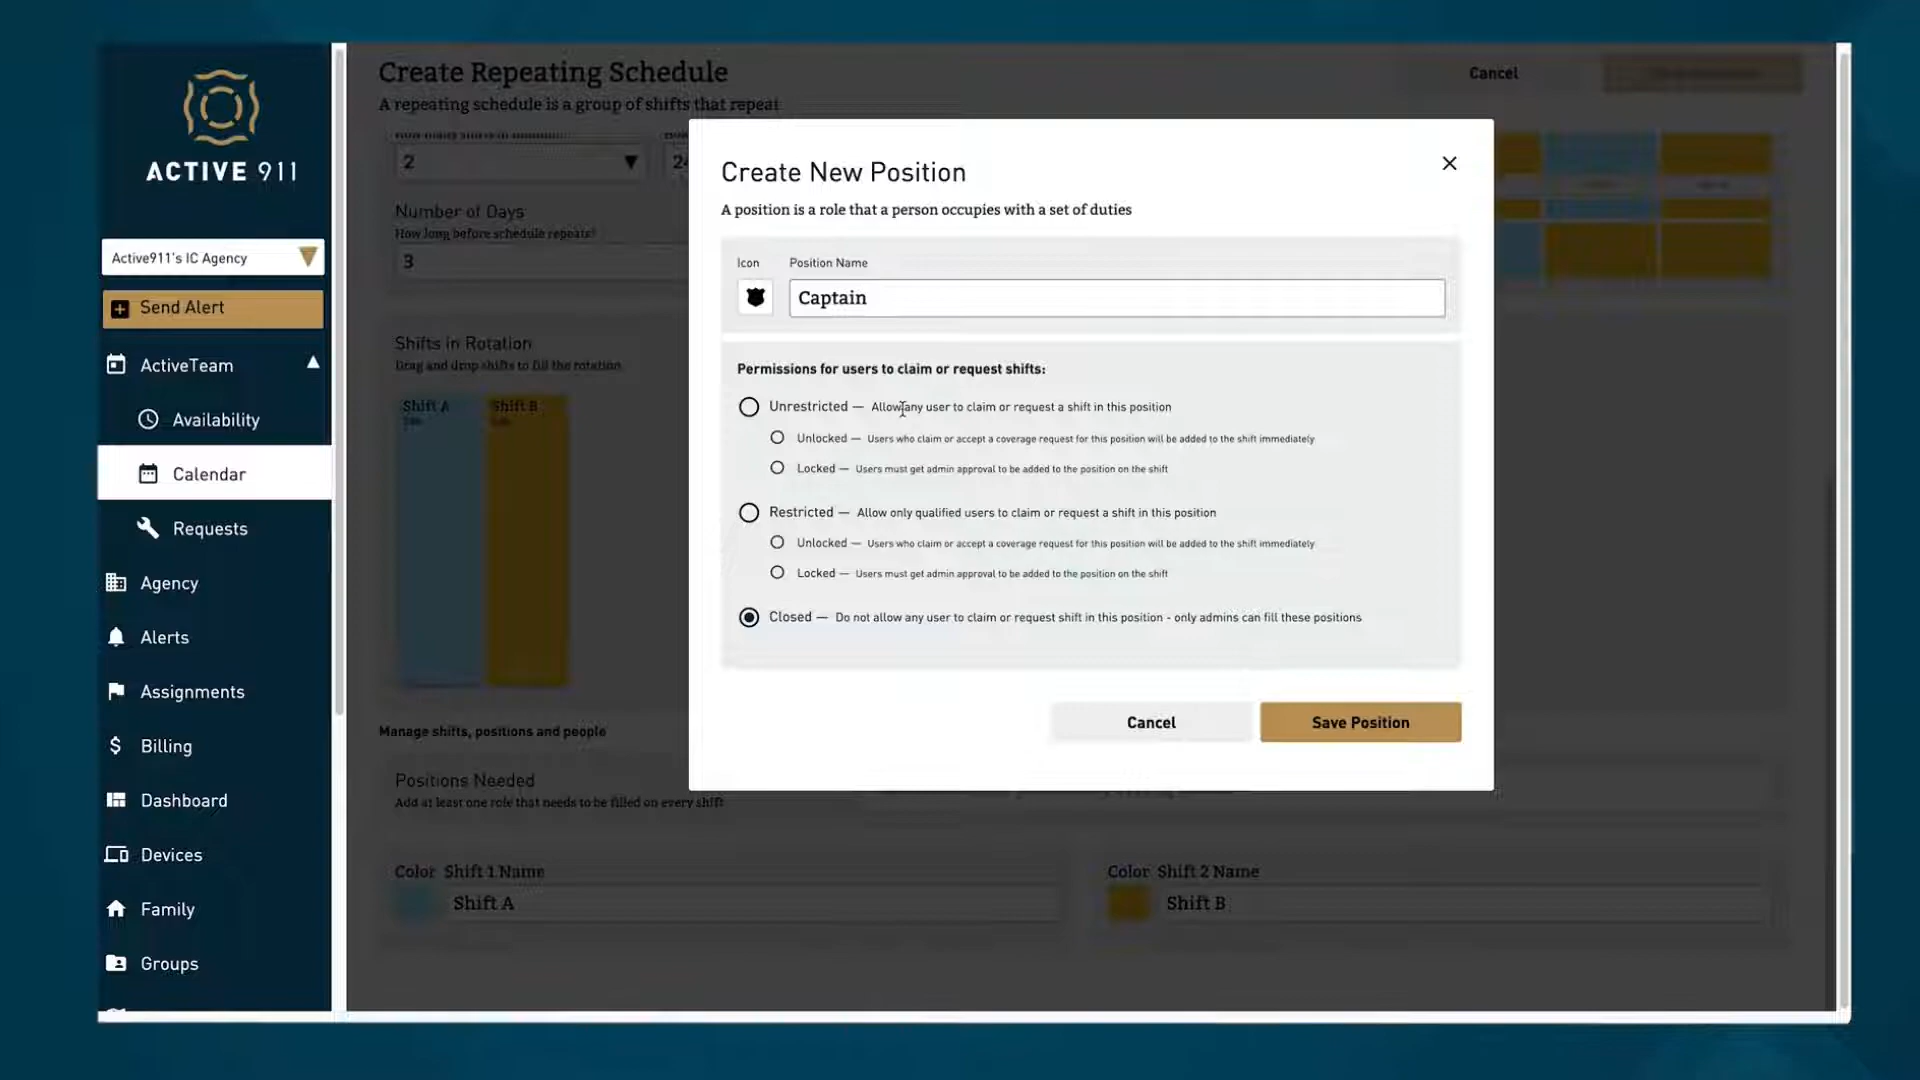 ACTIVE 911
Active911's IC Agency
Send Alert
ActiveTeam
Availability
Calendar
Requests
Agency
Alerts
Assignments
Billing
Dashboard
Devices
Family
Groups
Create Repeating Schedule
A repeating schedule is a group of shifts that repeat
Cancel
2
Number of Days
How long before schedule repeats?
3
Shifts in Rotation
Drag and drop shifts to fill the rotation
Shift A
Shift B
Manage shifts, positions and people
Positions Needed
Add at least one role that needs to be filled on every shift
Color Shift 1 Name
Shift A
Color Shift 2 Name
Shift B
Create New Position
A position is a role that a person occupies with a set of duties
Icon Position Name
Captain
Permissions for users to claim or request shifts:
Unrestricted — Allow any user to claim or request a shift in this position
Unlocked — Users who claim or accept a coverage request for this position will be added to the shift immediately
Locked — Users must get admin approval to be added to the position on the shift
Restricted — Allow only qualified users to claim or request a shift in this position
Unlocked — Users who claim or accept a coverage request for this position will be added to the shift immediately
Locked — Users must get admin approval to be added to the position on the shift
Closed — Do not allow any user to claim or request shift in this position - only admins can fill these positions
Cancel
Save Position